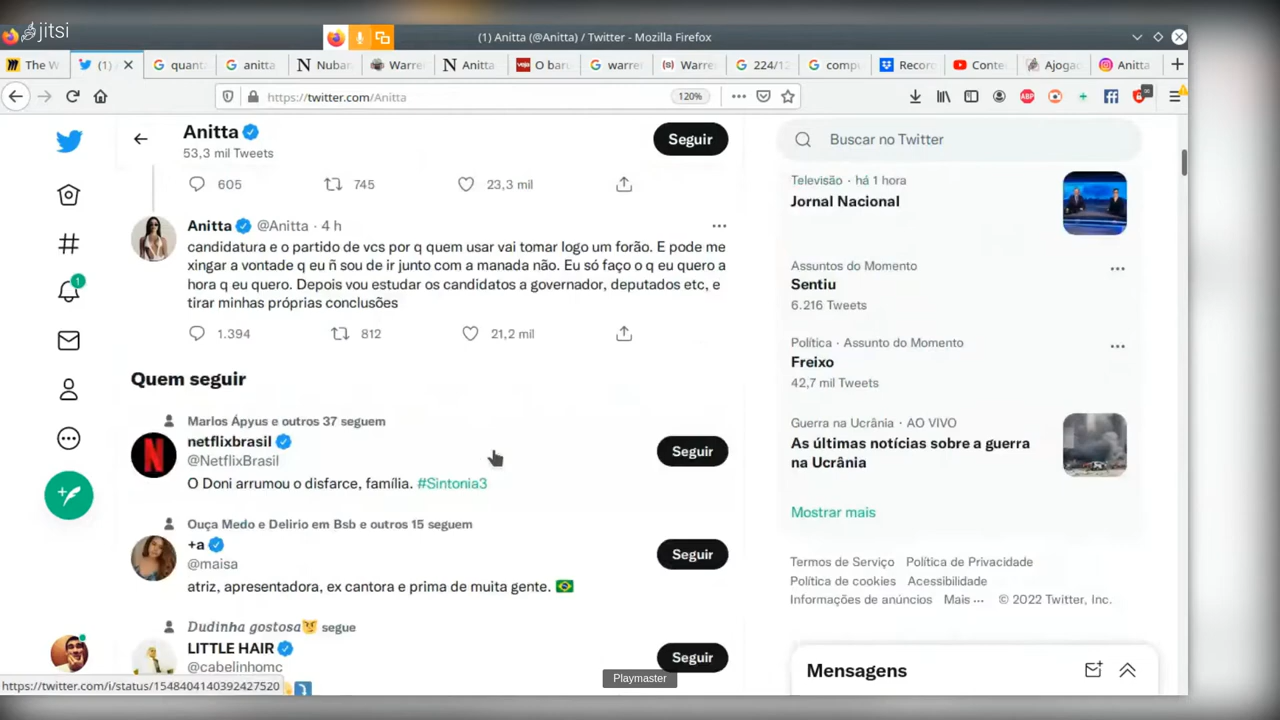 jitsi
(1) Anitta (@Anitta) / Twitter - Mozilla Firefox
The W
(1)
quant
anitta
Nubar
Warre
Anitta
O baru
warre
Warre
224/12
comp
Recor
Conte
Ajogad
Anitta
https://twitter.com/Anitta
120%
Anitta
53,3 mil Tweets
Seguir
605
745
23,3 mil
Anitta @Anitta · 4 h
candidatura e o partido de vcs por q quem usar vai tomar logo um forão. E pode me
xingar a vontade q eu ñ sou de ir junto com a manada não. Eu só faço o q eu quero a
hora q eu quero. Depois vou estudar os candidatos a governador, deputados etc, e
tirar minhas próprias conclusões
1.394
812
21,2 mil
Quem seguir
Marlos Ápyus e outros 37 seguem
netflixbrasil
@NetflixBrasil
Seguir
O Doni arrumou o disfarce, família. #Sintonia3
Ouça Medo e Delirio em Bsb e outros 15 seguem
+a
@maisa
Seguir
atriz, apresentadora, ex cantora e prima de muita gente. 🇧🇷
Dudinha gostosa😼 segue
LITTLE HAIR
@cabelinhomc
Seguir
Buscar no Twitter
Televisão · há 1 hora
Jornal Nacional
Assuntos do Momento
Sentiu
6.216 Tweets
Política · Assunto do Momento
Freixo
42,7 mil Tweets
Guerra na Ucrânia · AO VIVO
As últimas notícias sobre a guerra
na Ucrânia
Mostrar mais
Termos de Serviço Política de Privacidade
Política de cookies Acessibilidade
Informações de anúncios Mais ··· © 2022 Twitter, Inc.
Mensagens
1
Playmaster
https://twitter.com/i/status/1548404140392427520